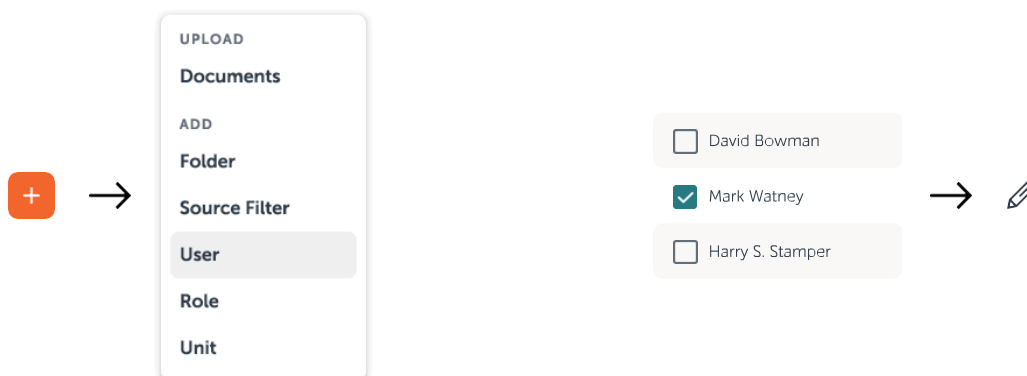 UPLOAD
Documents
ADD
Folder
Source Filter
User
Role
Unit
David Bowman
Mark Watney
Harry S. Stamper